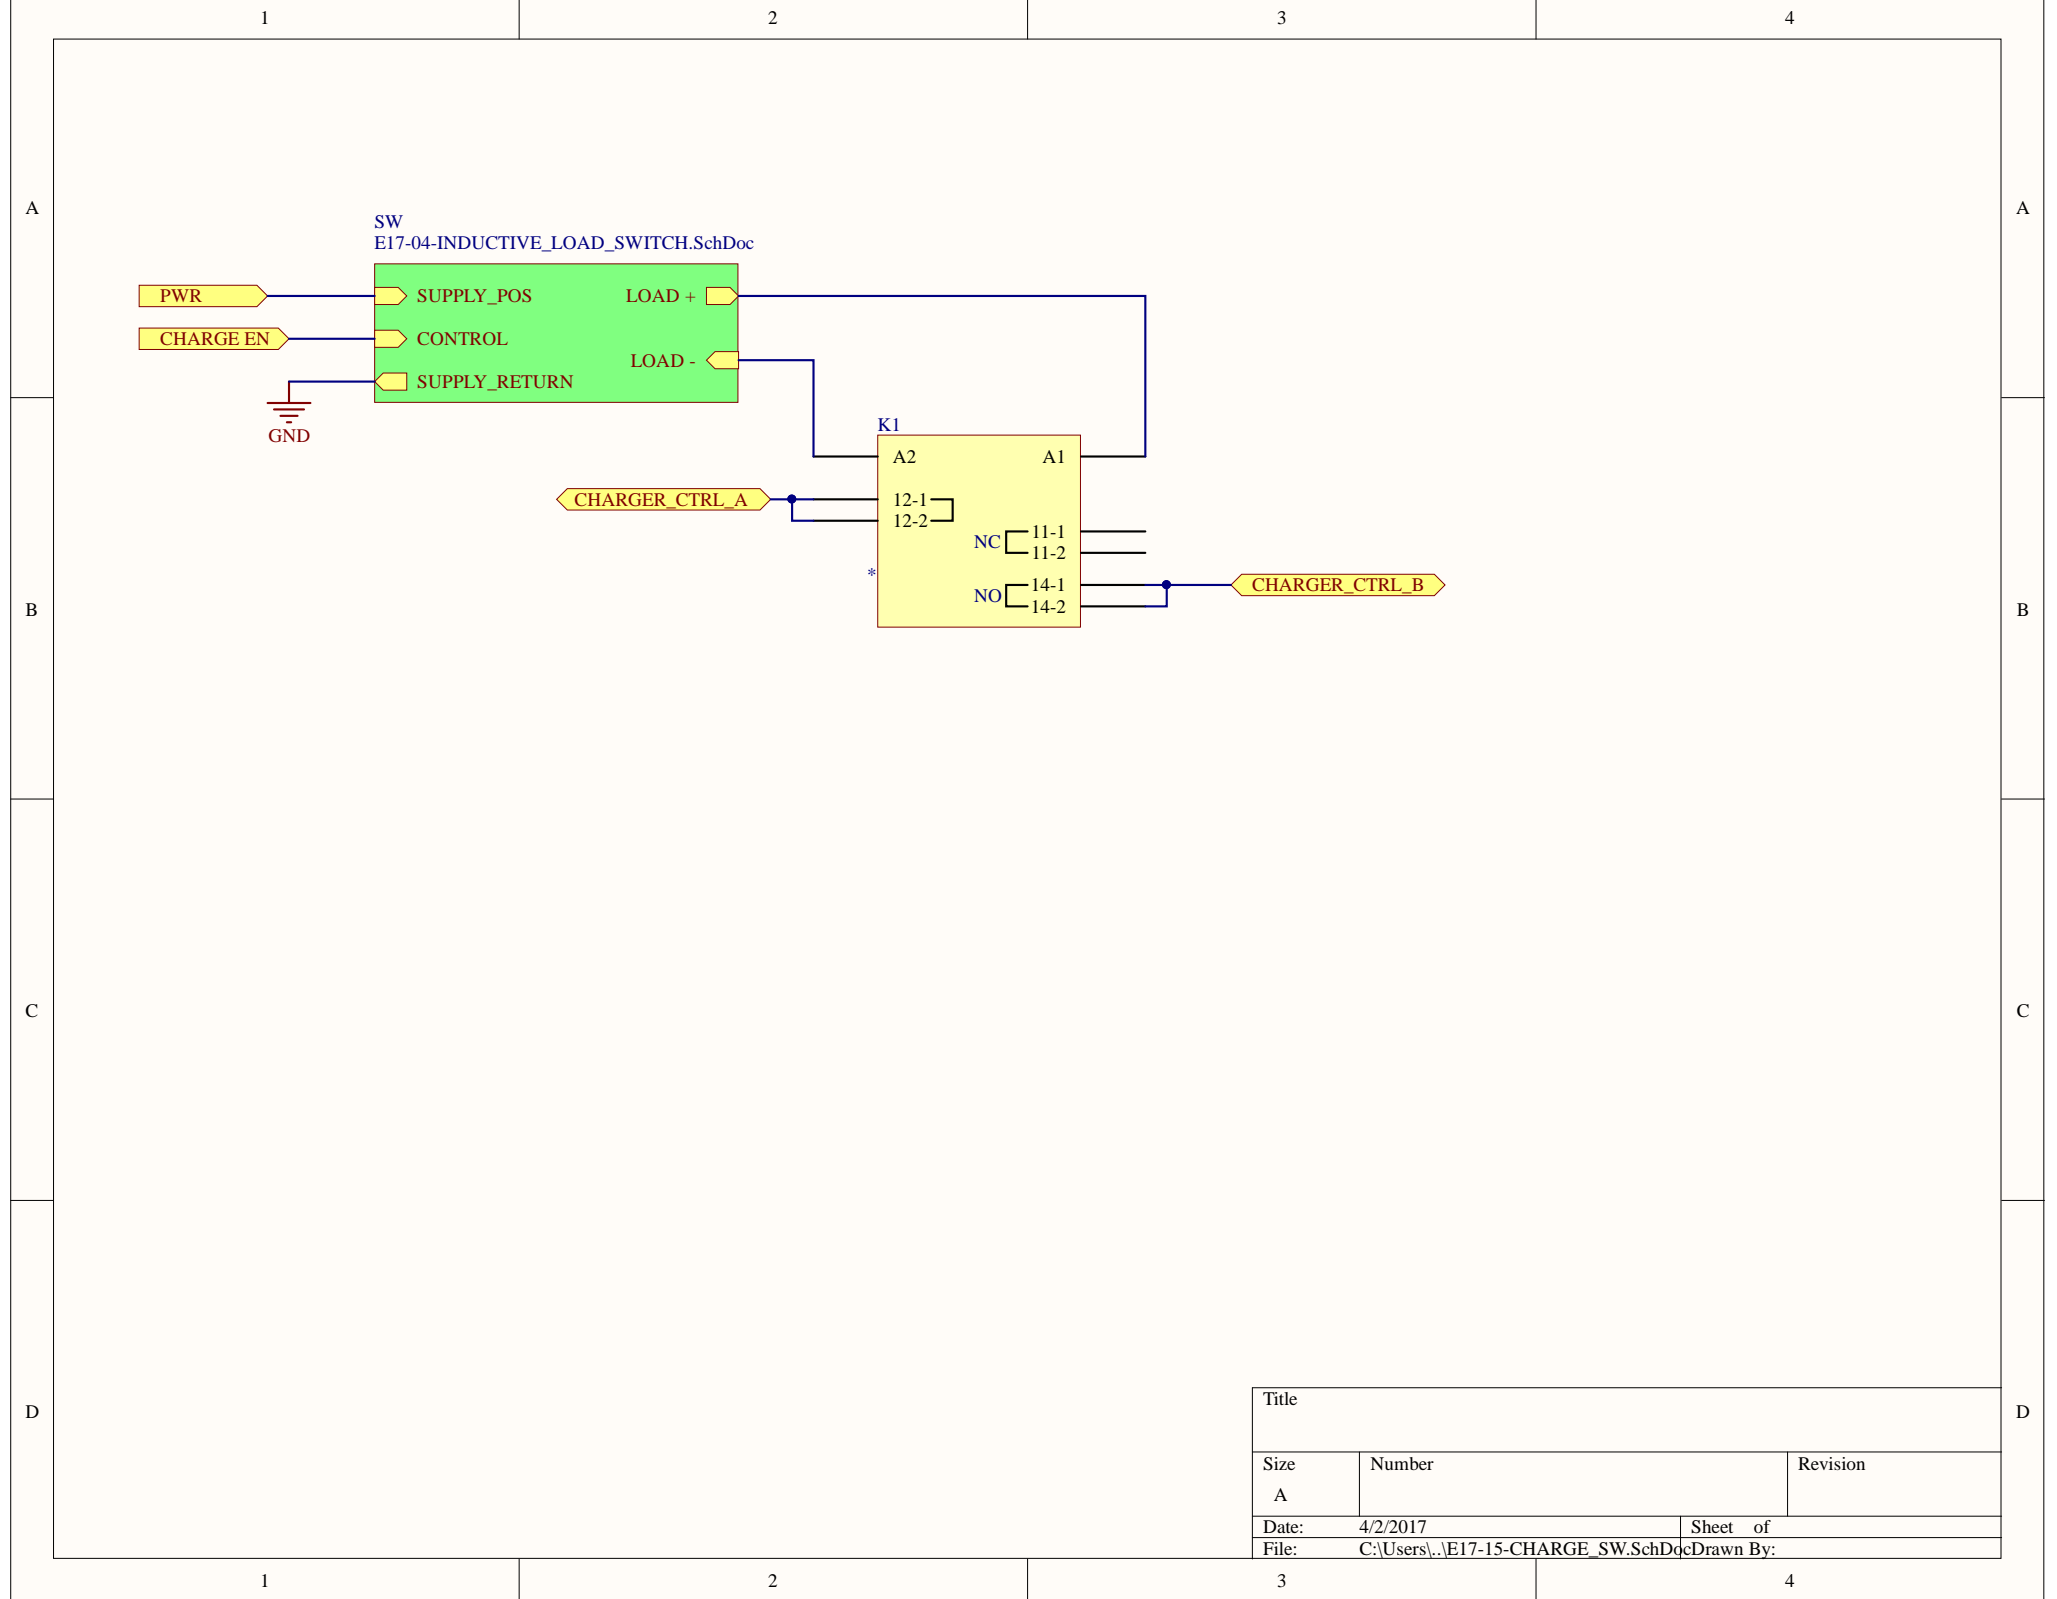 1 2 3 4
A A
SW
E17-04-INDUCTIVE_LOAD_SWITCH.SchDoc
PWR SUPPLY_POS LOAD +
CHARGE EN CONTROL
LOAD -
SUPPLY_RETURN
GND
K1
A2 A1
CHARGER_CTRL_A 12-1
12-2
11-1
NC
11-2
*
14-1 CHARGER_CTRL_B
NO
14-2
B B
C C
D D
Title
Size Number Revision
A
Date: 4/2/2017 Sheet of
File: C:\Users\..\E17-15-CHARGE_SW.SchDoc Drawn By:
1 2 3 4